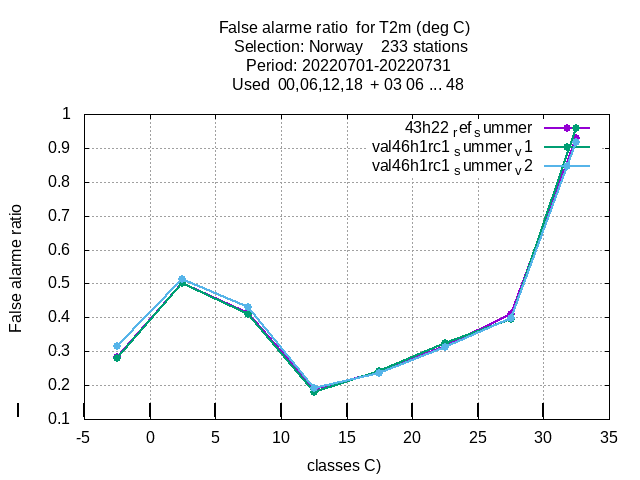 False alarme ratio for T2m (deg C)
Selection: Norway 233 stations
Period: 20220701-20220731
Used 00,06,12,18 + 03 06 ... 48
43h22 ref summer
val46h1rc1 summer v1
val46h1rc1 summer v2
1
0.9
0.8
0.7
0.6
0.5
0.4
0.3
0.2
0.1
False alarme ratio
-5 0 5 10 15 20 25 30 35
classes C)